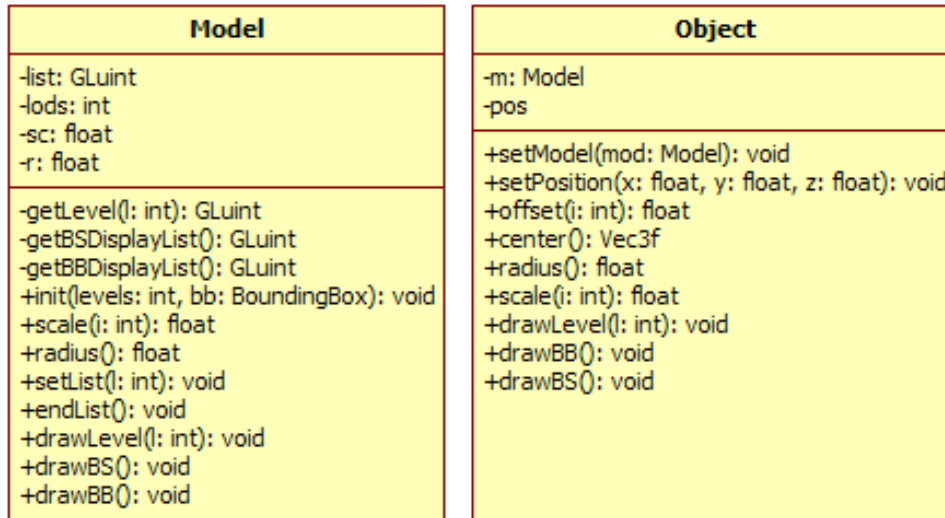 Model
-list: GLuint
-lods: int
-sc: float
-r: float
-getLevel(l: int): GLuint
-getBSDisplayList(): GLuint
-getBBDisplayList(): GLuint
+init(levels: int, bb: BoundingBox): void
+scale(i: int): float
+radius(): float
+setList(l: int): void
+endList(): void
+drawLevel(l: int): void
+drawBS(): void
+drawBB(): void
Object
-m: Model
-pos
+setModel(mod: Model): void
+setPosition(x: float, y: float, z: float): void
+offset(i: int): float
+center(): Vec3f
+radius(): float
+scale(i: int): float
+drawLevel(l: int): void
+drawBB(): void
+drawBS(): void